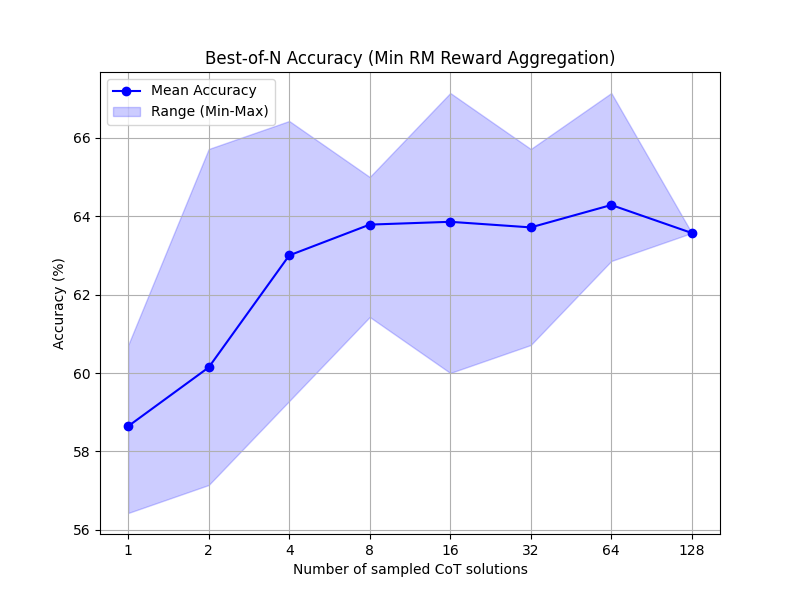 Best-of-N Accuracy (Min RM Reward Aggregation)
Mean Accuracy
Range (Min-Max)
Accuracy (%)
66
64
62
60
58
56
1 2 4 8 16 32 64 128
Number of sampled CoT solutions